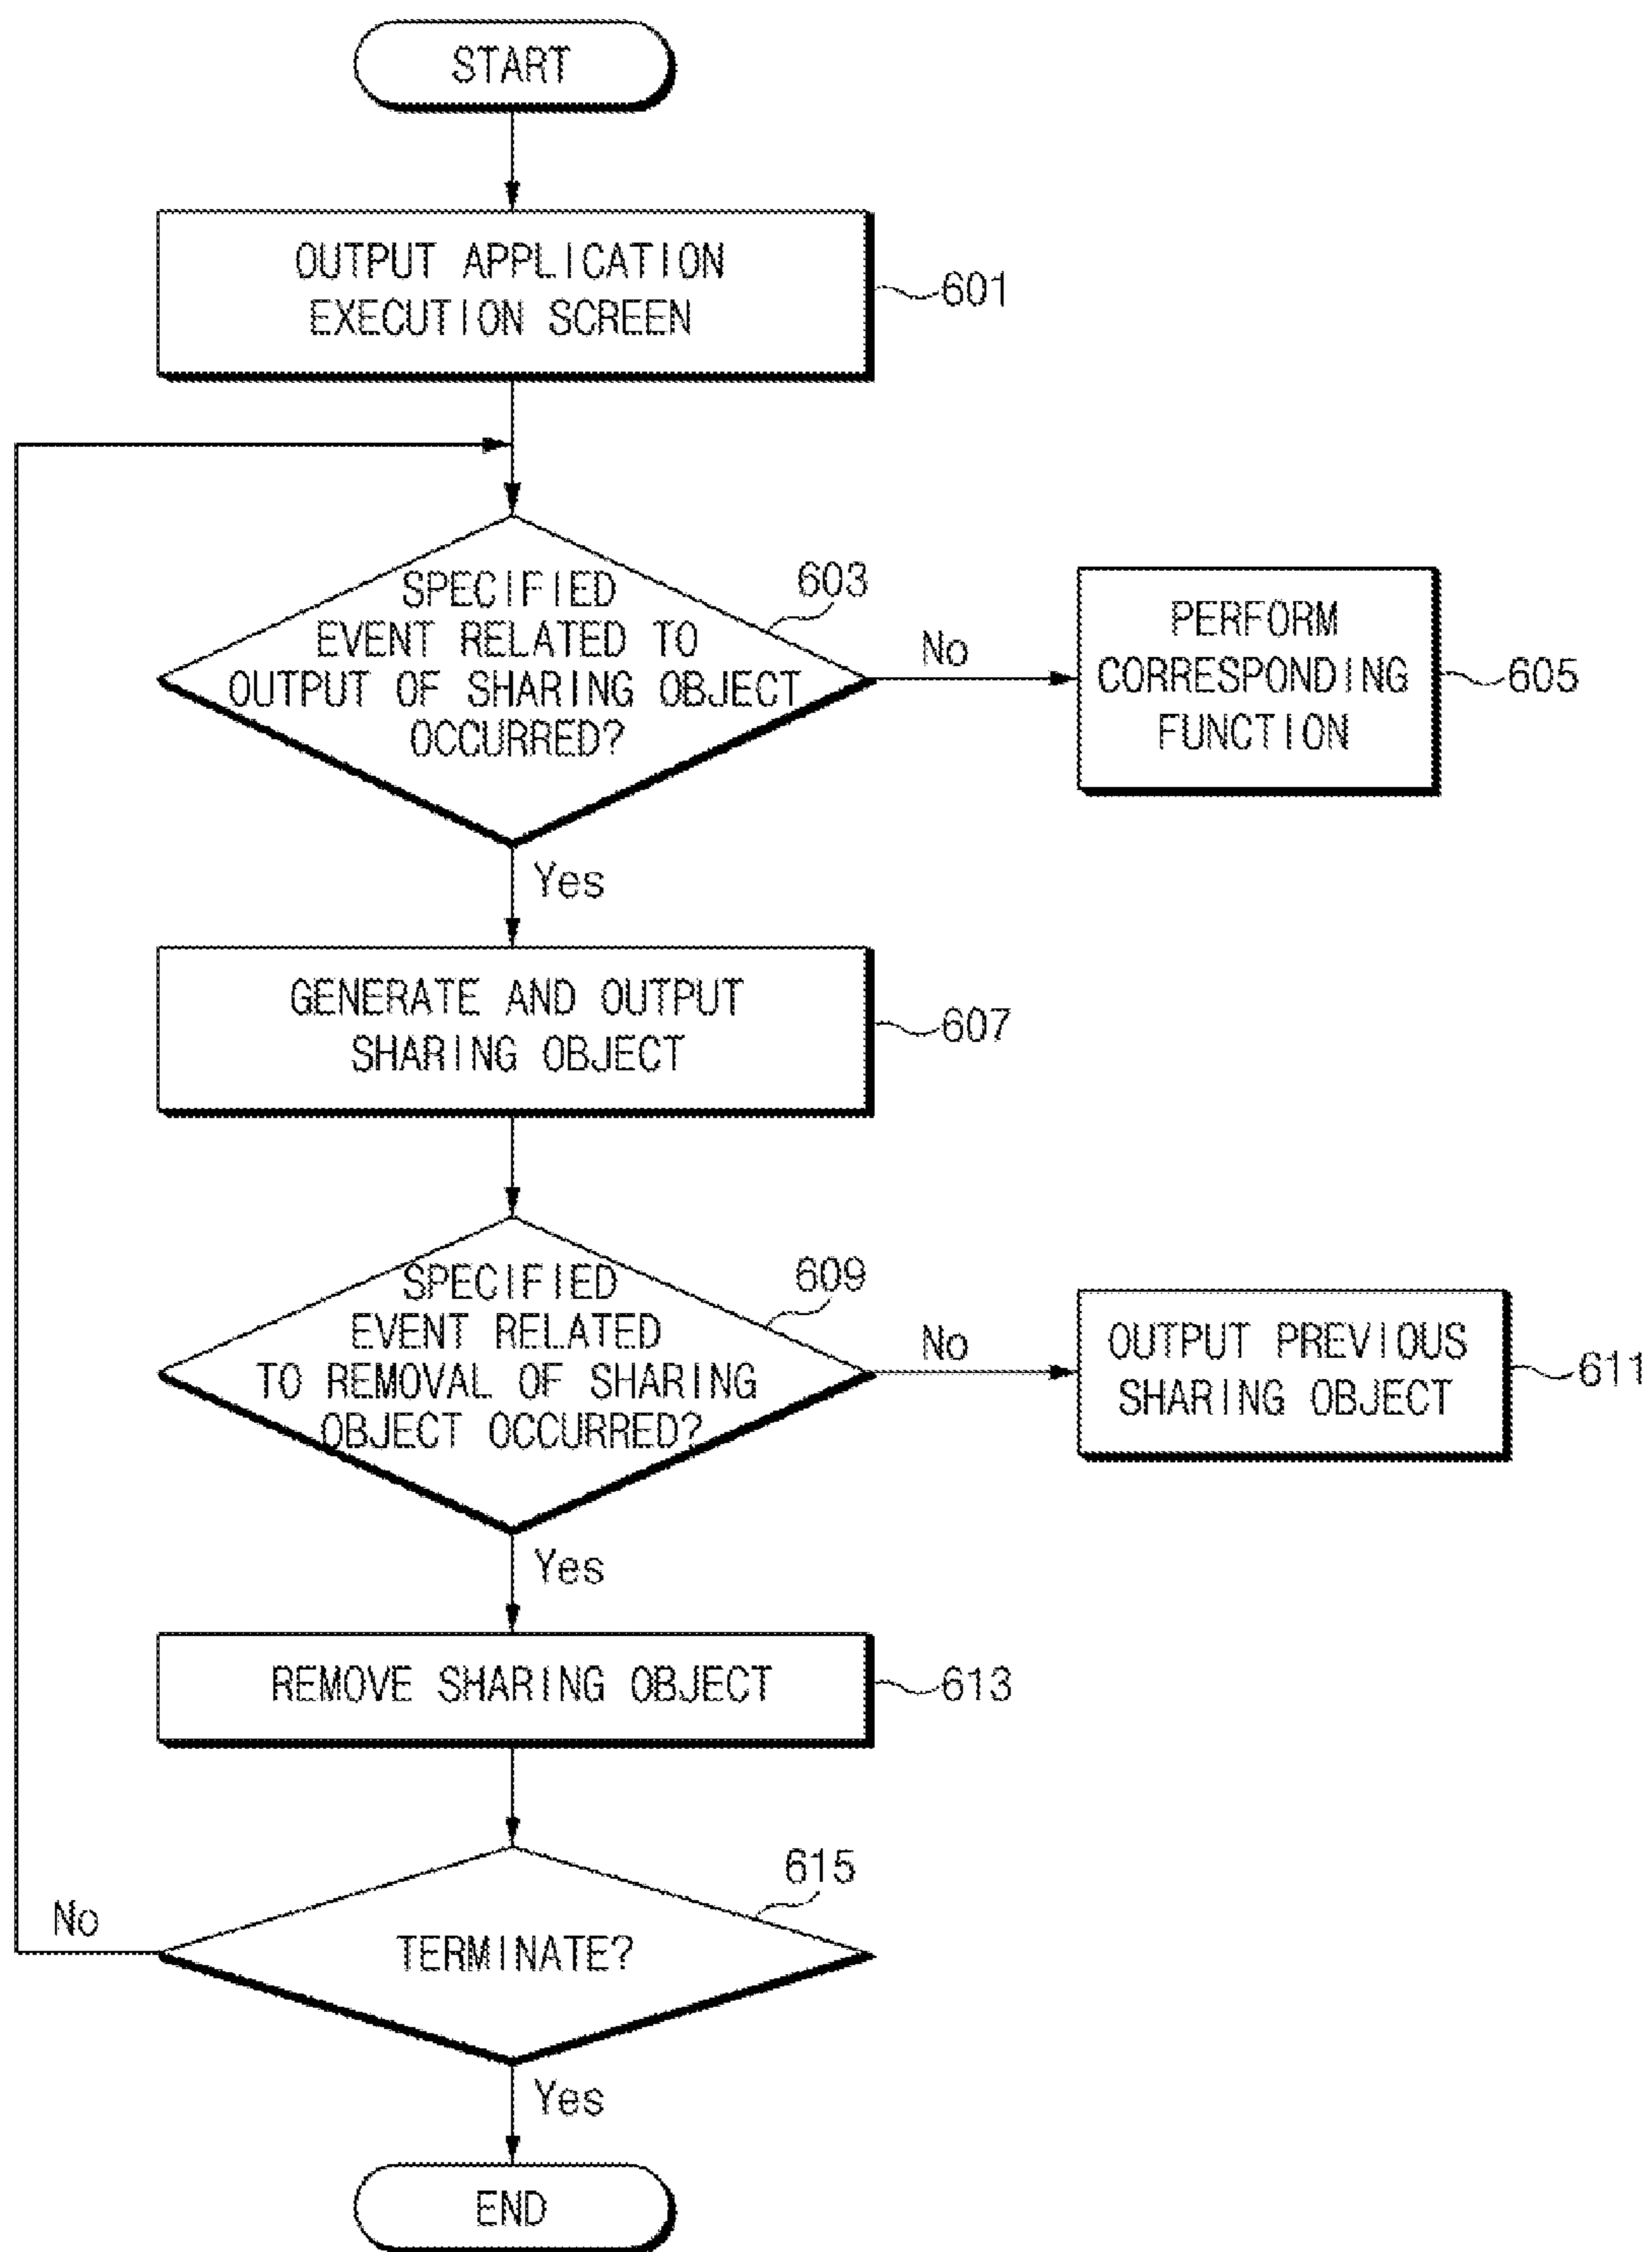 START
OUTPUT APPLICATION
EXECUTION SCREEN
601
SPECIFIED
EVENT RELATED TO
OUTPUT OF SHARING OBJECT
OCCURRED?
603
No
PERFORM
CORRESPONDING
FUNCTION
605
Yes
GENERATE AND OUTPUT
SHARING OBJECT
607
SPECIFIED
EVENT RELATED
TO REMOVAL OF SHARING
OBJECT OCCURRED?
609
No
OUTPUT PREVIOUS
SHARING OBJECT
611
Yes
REMOVE SHARING OBJECT
613
TERMINATE?
615
No
Yes
END